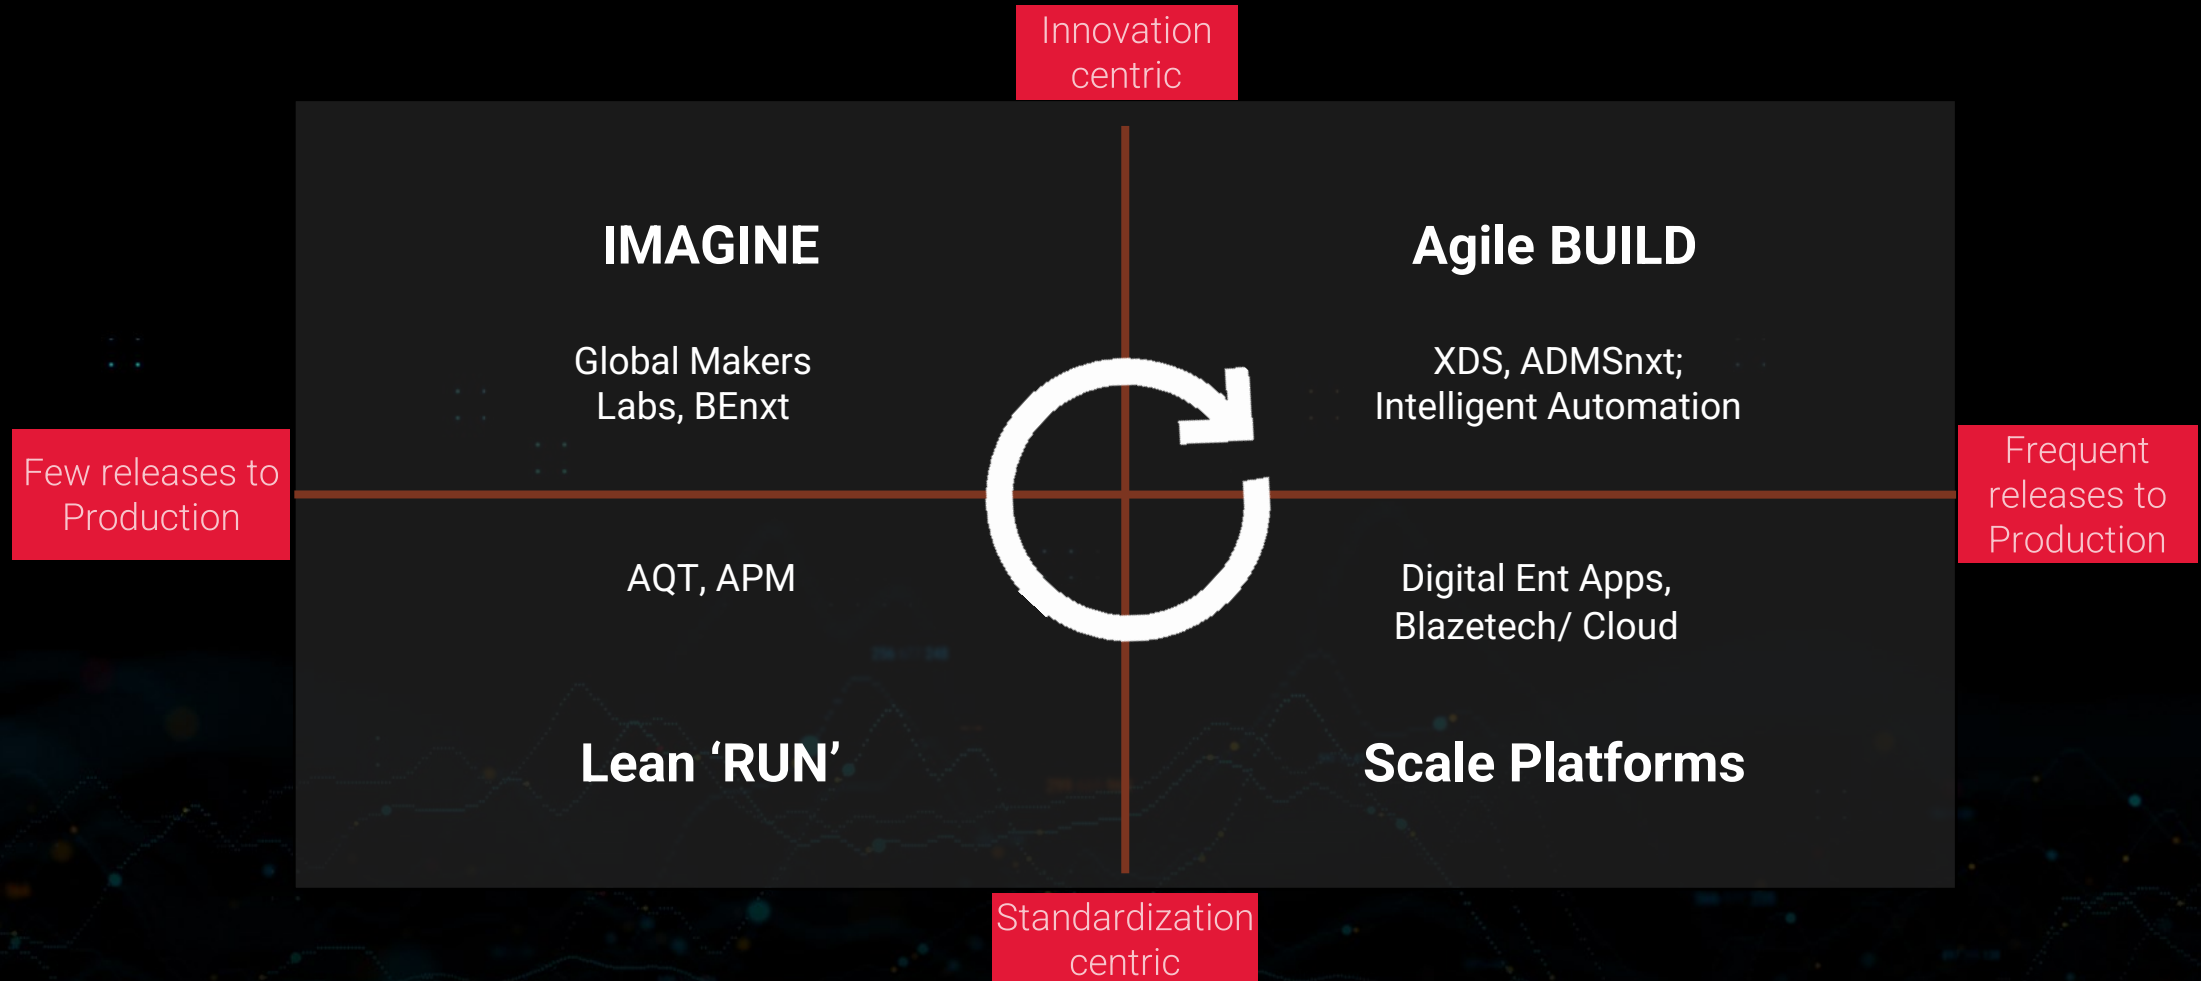 Innovation
centric
IMAGINE
Agile BUILD
Global Makers
Labs, BEnxt
XDS, ADMSnxt;
Intelligent Automation
Few releases to
Production
Frequent
releases to
Production
AQT, APM
Digital Ent Apps,
Blazetech/ Cloud
Lean ‘RUN’
Scale Platforms
Standardization
centric